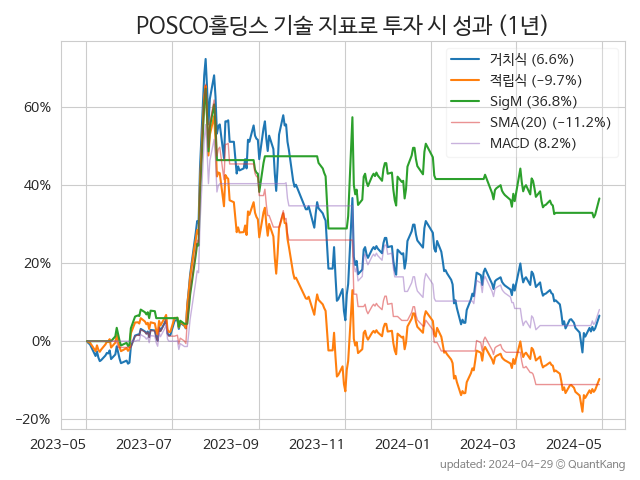 POSCO홀딩스 기술 지표로 투자 시 성과 (1년)
거치식 (6.6%)
적립식 (−9.7%)
SigM (36.8%)
SMA(20) (−11.2%)
MACD (8.2%)
60%
40%
20%
0%
−20%
2023-05 2023-07 2023-09 2023-11 2024-01 2024-03 2024-05
updated: 2024-04-29 © QuantKang